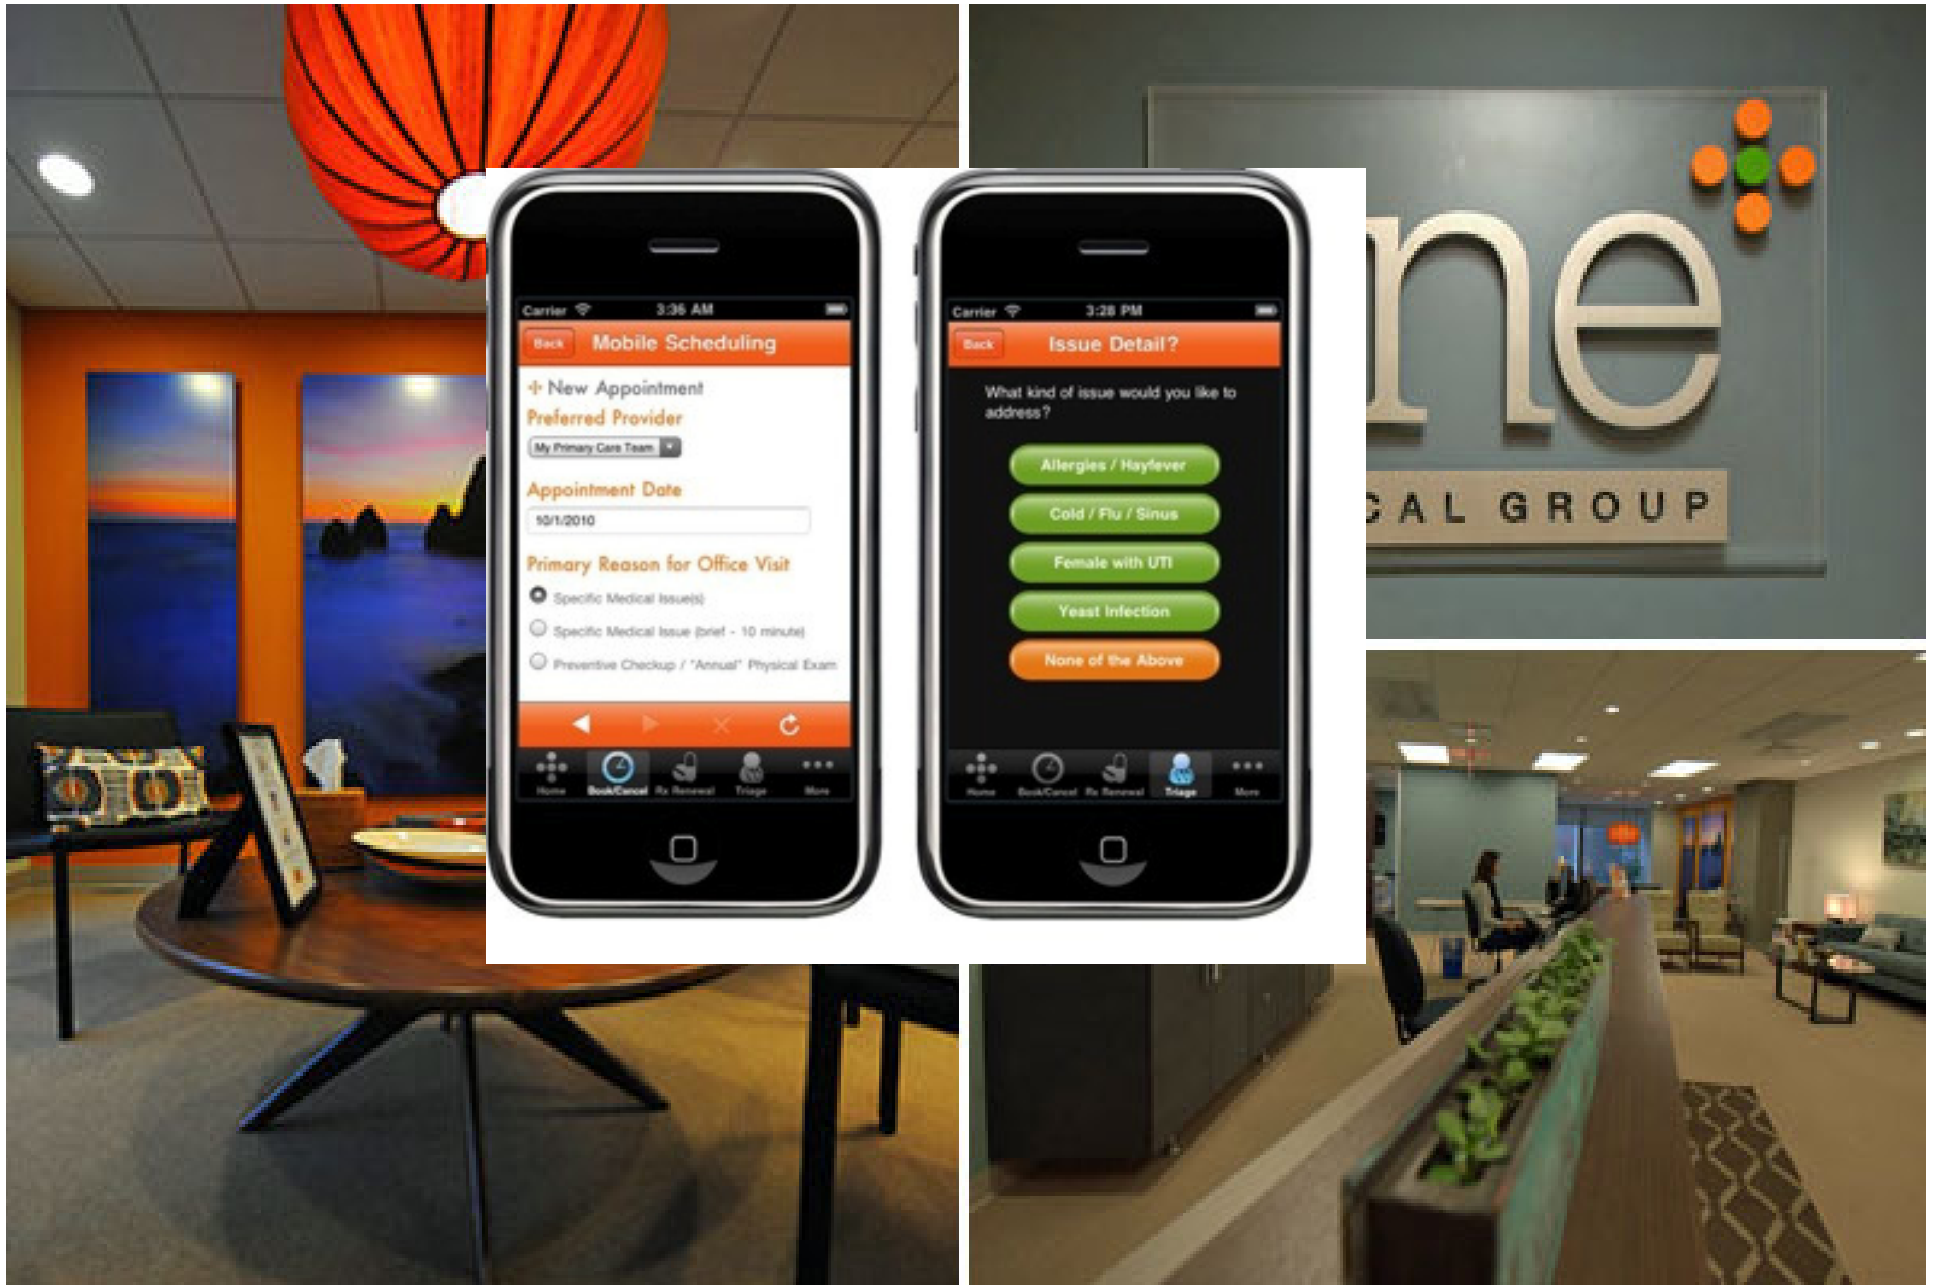 Carrier
3:36 AM
Back
Mobile Scheduling
New Appointment
Preferred Provider
My Primary Care Team
Appointment Date
10/1/2010
Primary Reason for Office Visit
Specific Medical Issue(s)
Specific Medical Issue (brief - 10 minute)
Preventive Checkup / "Annual" Physical Exam
Home
Book/Cancel
Rx Renewal
Triage
More
Carrier
3:28 PM
Back
Issue Detail?
What kind of issue would you like to
address?
Allergies / Hayfever
Cold / Flu / Sinus
Female with UTI
Yeast Infection
None of the Above
Home
Book/Cancel
Rx Renewal
Triage
More
ne
CAL GROUP